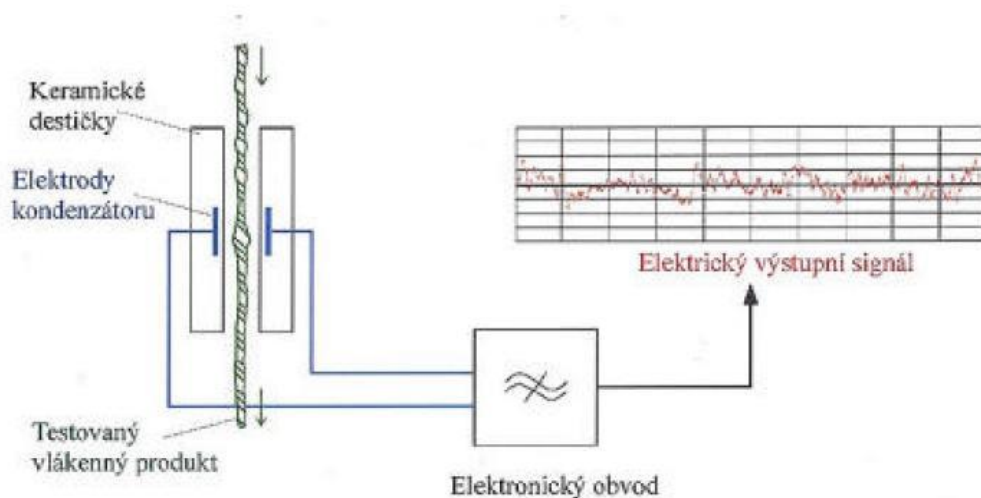 Keramické
destičky
Elektrody
kondenzátoru
Elektrický výstupní signál
Testovaný
vlákenný produkt
Elektronický obvod